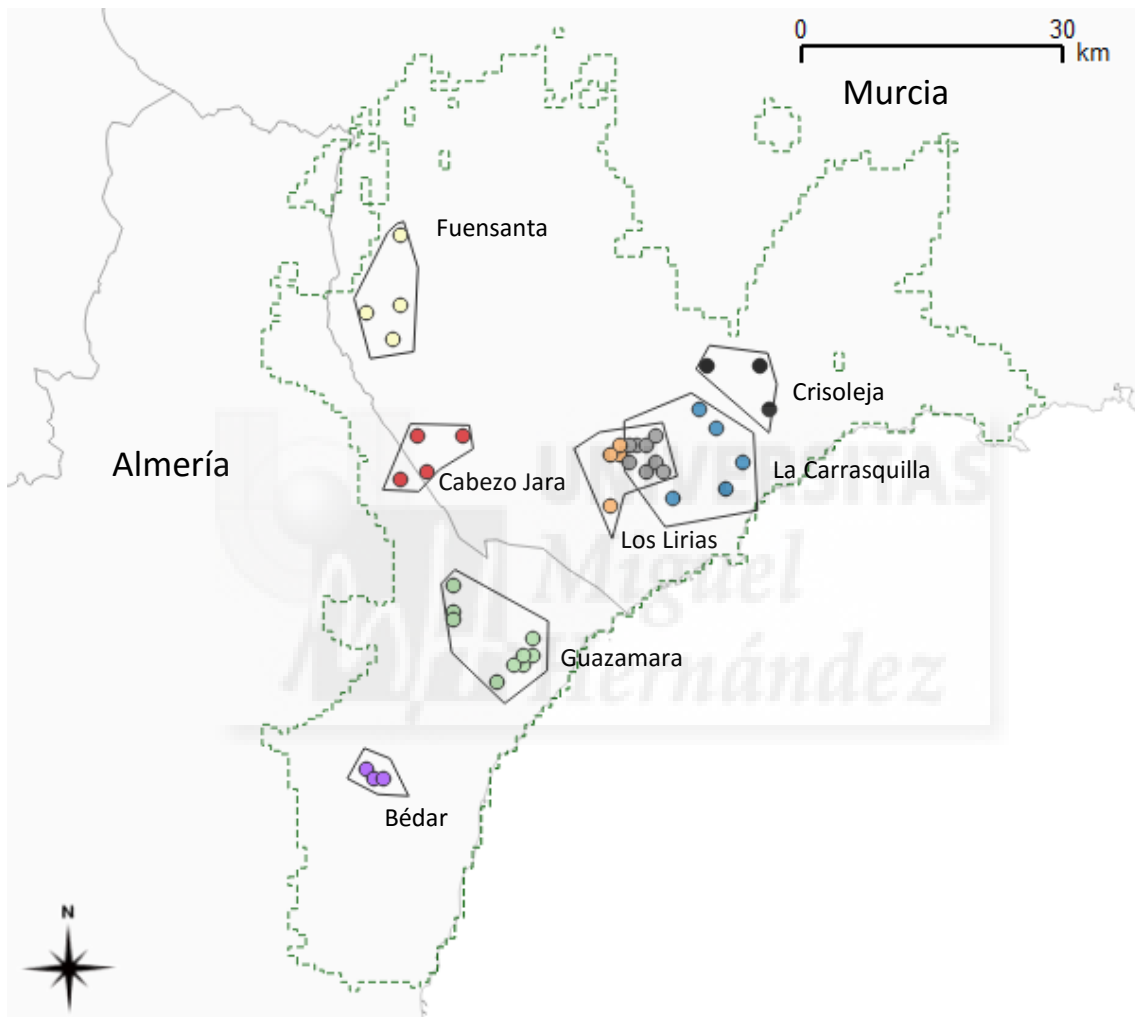 0 30
km
Murcia
Fuensanta
Crisoleja
Almería
Cabezo Jara
La Carrasquilla
UNIVERSITAS
Los Lirias
Miguel
Guazamara
Hernández
Bédar
N